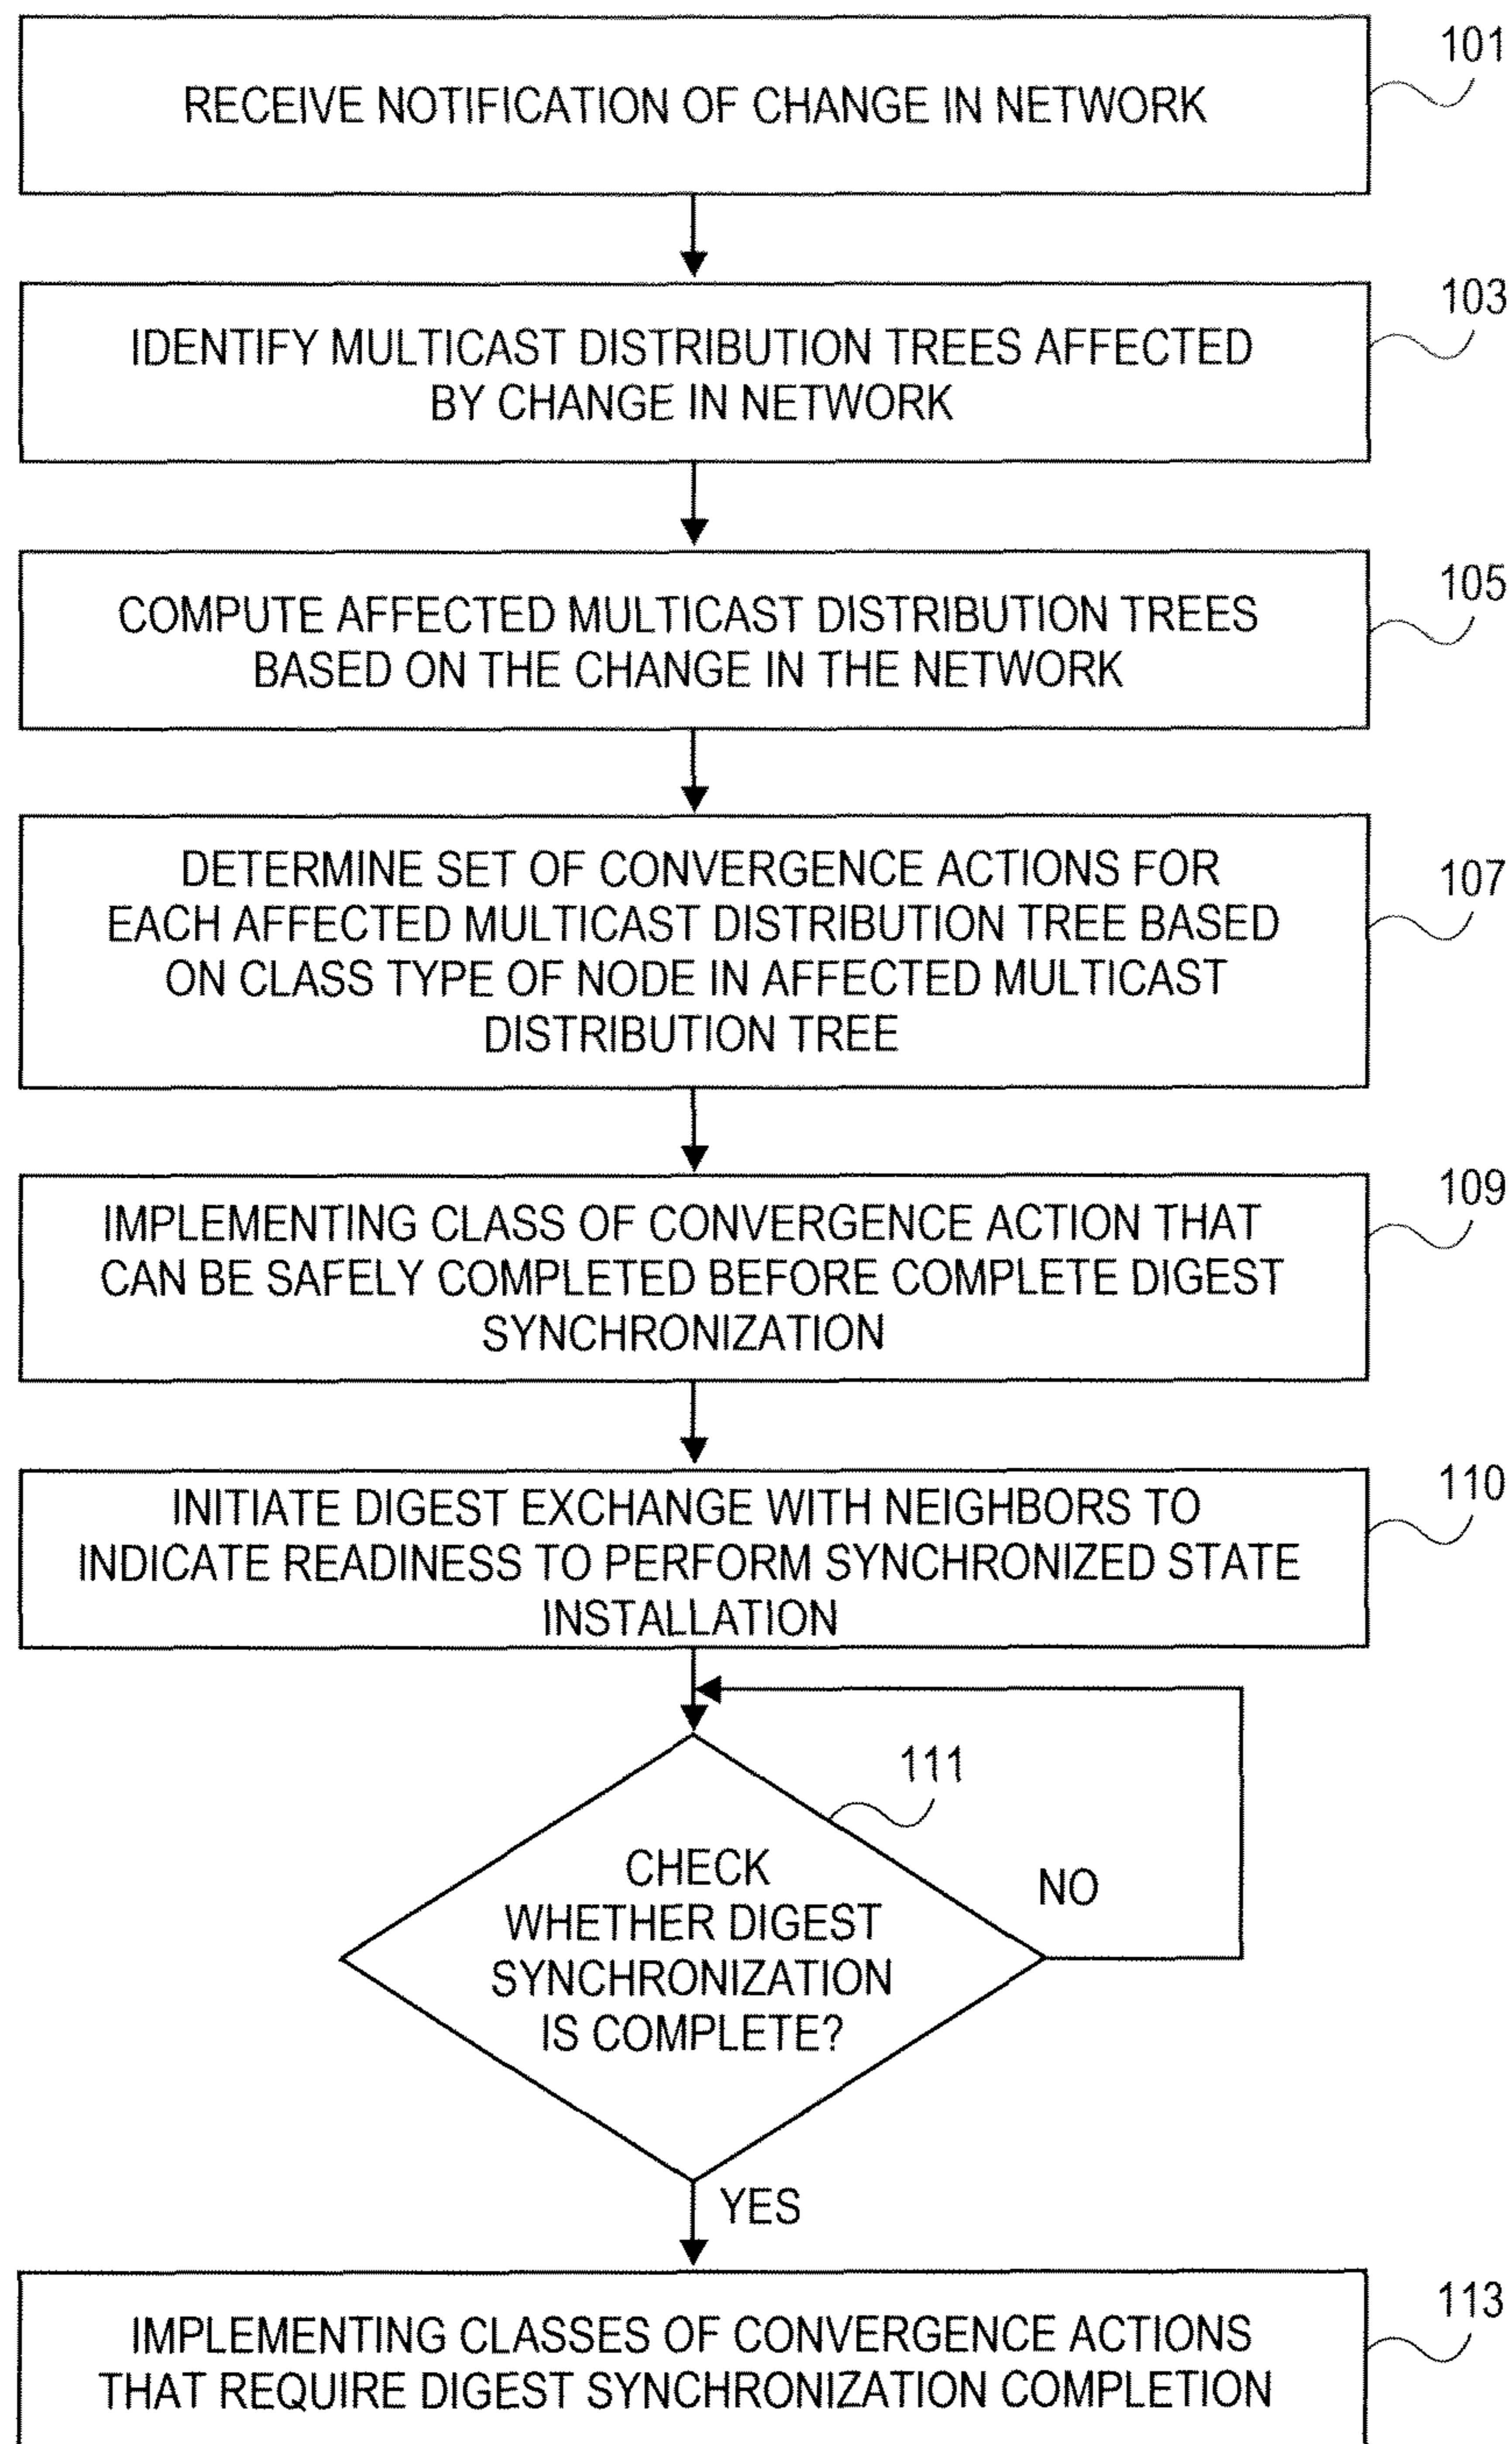 101
RECEIVE NOTIFICATION OF CHANGE IN NETWORK
103
IDENTIFY MULTICAST DISTRIBUTION TREES AFFECTED
BY CHANGE IN NETWORK
105
COMPUTE AFFECTED MULTICAST DISTRIBUTION TREES
BASED ON THE CHANGE IN THE NETWORK
107
DETERMINE SET OF CONVERGENCE ACTIONS FOR
EACH AFFECTED MULTICAST DISTRIBUTION TREE BASED
ON CLASS TYPE OF NODE IN AFFECTED MULTICAST
DISTRIBUTION TREE
109
IMPLEMENTING CLASS OF CONVERGENCE ACTION THAT
CAN BE SAFELY COMPLETED BEFORE COMPLETE DIGEST
SYNCHRONIZATION
110
INITIATE DIGEST EXCHANGE WITH NEIGHBORS TO
INDICATE READINESS TO PERFORM SYNCHRONIZED STATE
INSTALLATION
111
CHECK
WHETHER DIGEST
SYNCHRONIZATION
IS COMPLETE?
NO
YES
113
IMPLEMENTING CLASSES OF CONVERGENCE ACTIONS
THAT REQUIRE DIGEST SYNCHRONIZATION COMPLETION